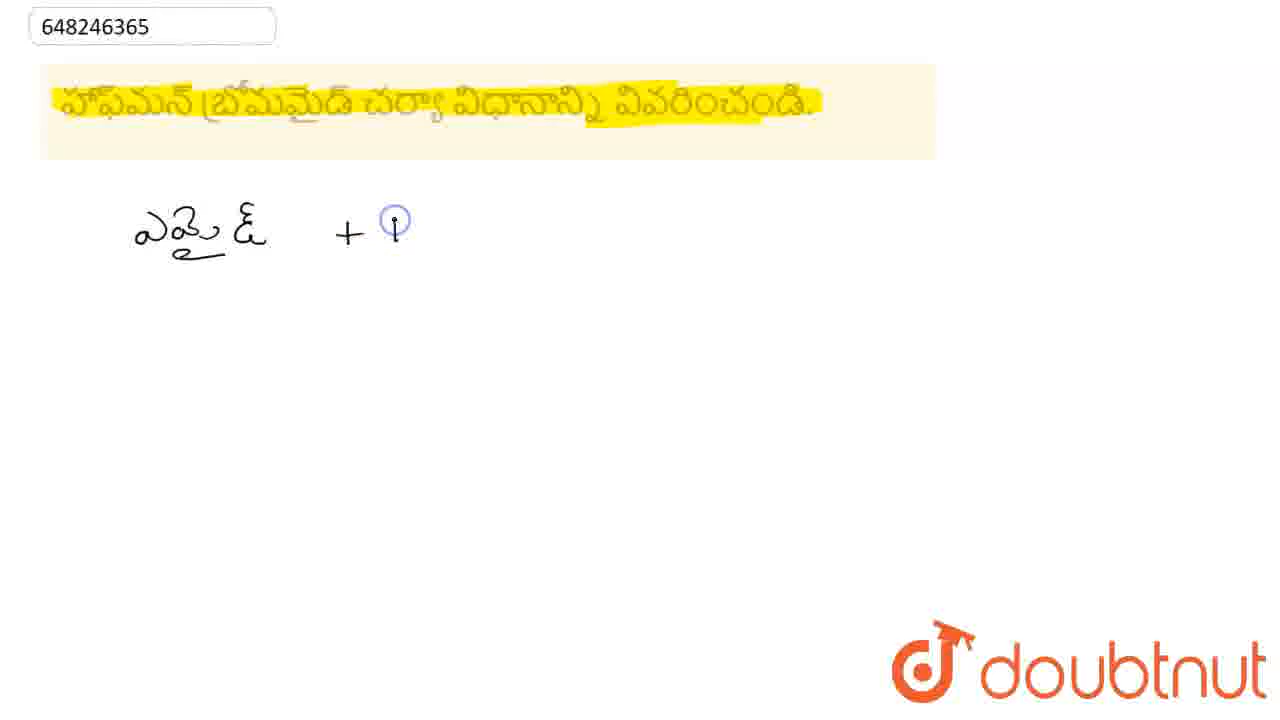 648246365
హాఫ్‌మన్ బ్రోమమైడ్ చర్యా విధానాన్ని వివరించండి.
ఎమైడ్ +
doubtnut